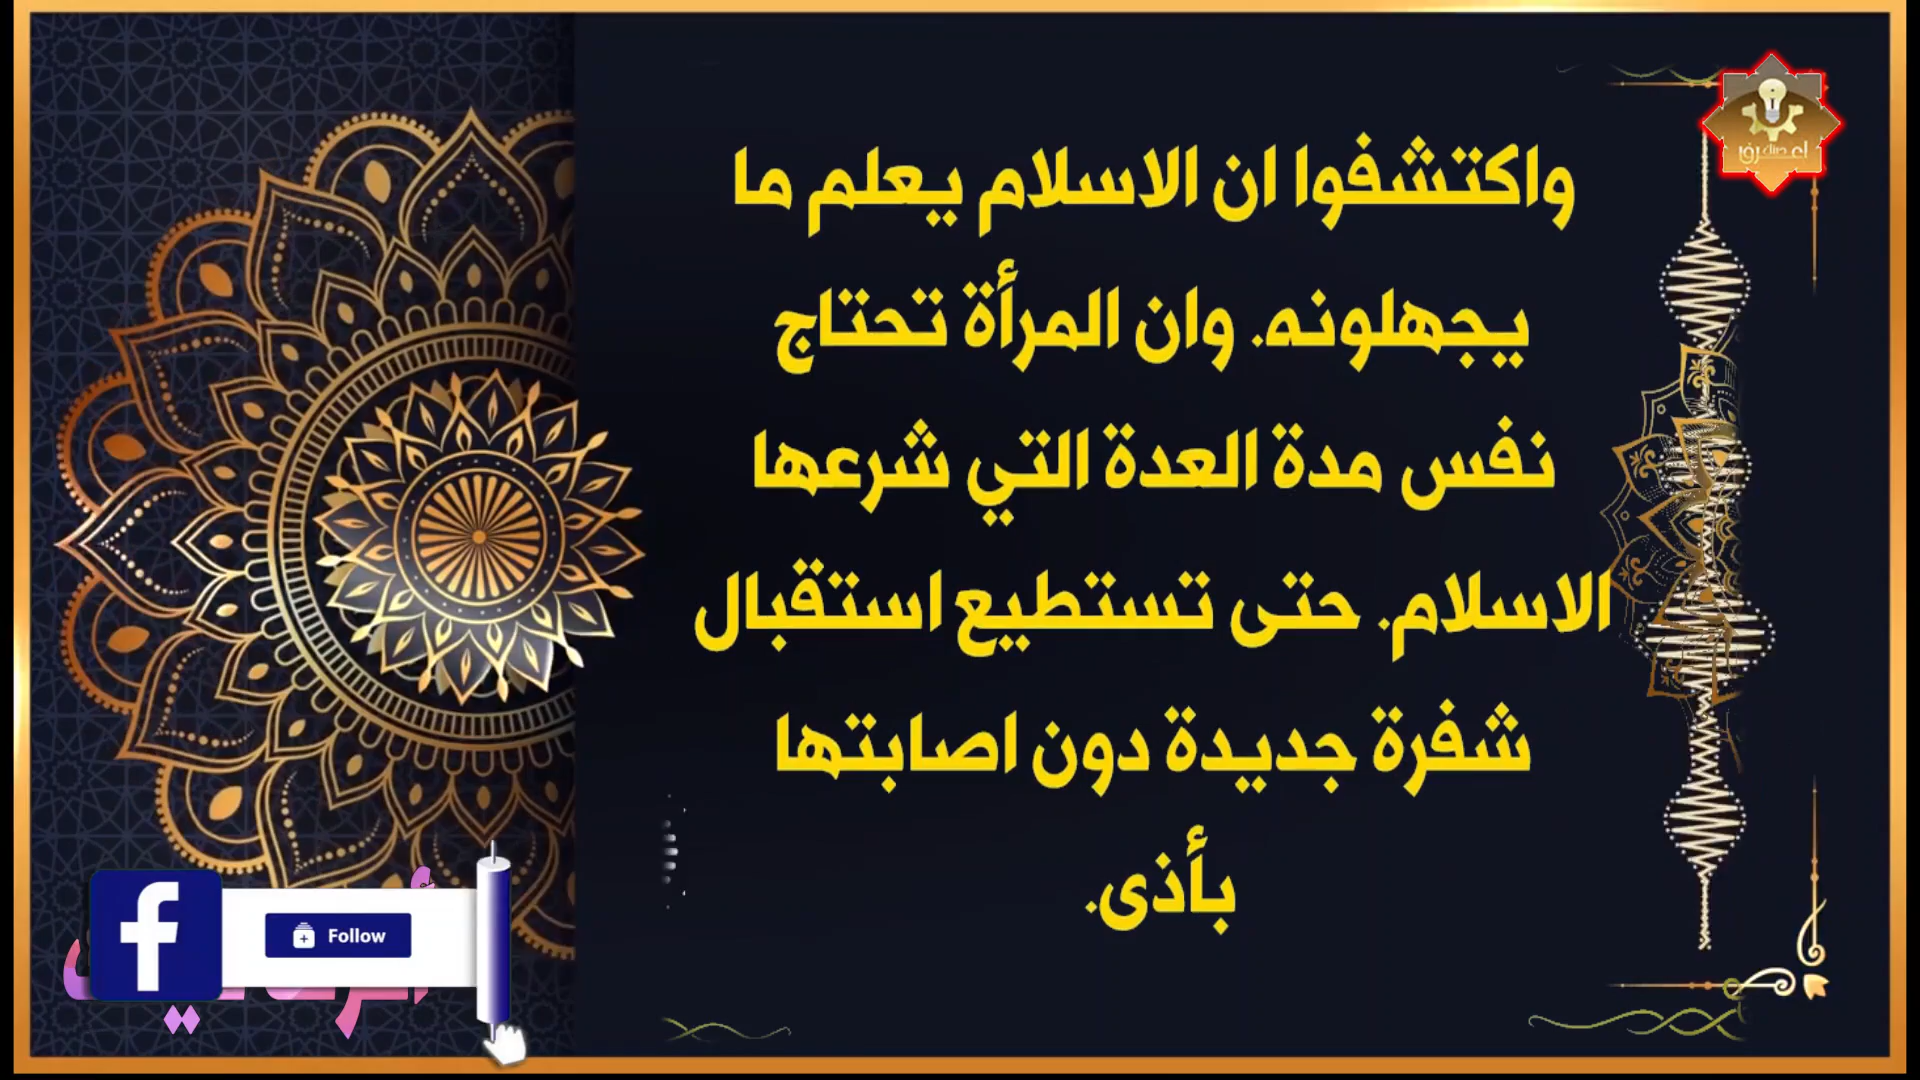 واكتشفوا ان الاسلام يعلم ما
يجهلونه. وان المرأة تحتاج
نفس مدة العدة التي شرعها
الاسلام. حتى تستطيع استقبال
شفرة جديدة دون اصابتها
بأذى.
Follow